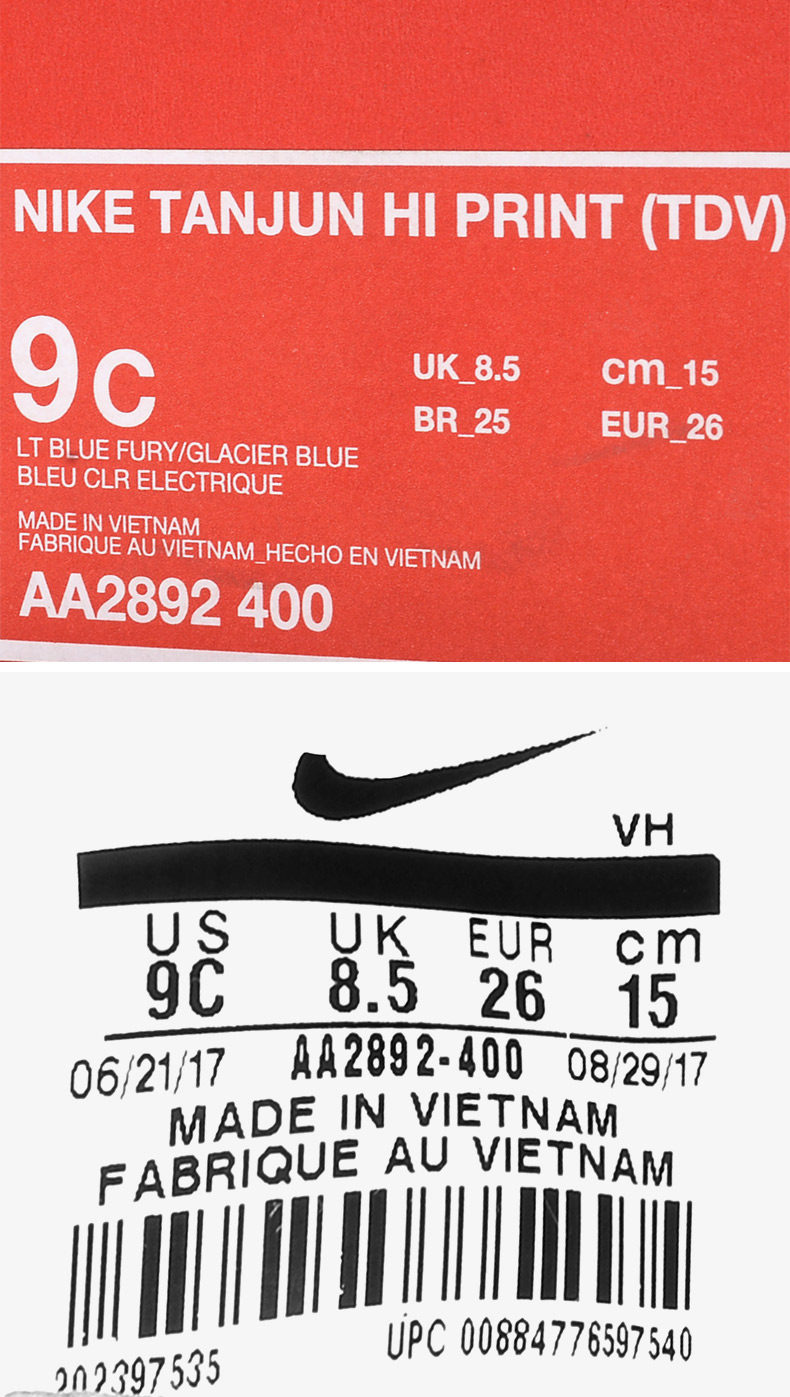 NIKE TANJUN HI PRINT (TDV)
9C
UK_8.5 cm_15
BR_25 EUR_26
LT BLUE FURY/GLACIER BLUE
BLEU CLR ELECTRIQUE
MADE IN VIETNAM
FABRIQUE AU VIETNAM_HECHO EN VIETNAM
AA2892 400
VH
US UK EUR cm
9C 8.5 26 15
06/21/17 AA2892-400 08/29/17
MADE IN VIETNAM
FABRIQUE AU VIETNAM
UPC 00884776597540
202397535